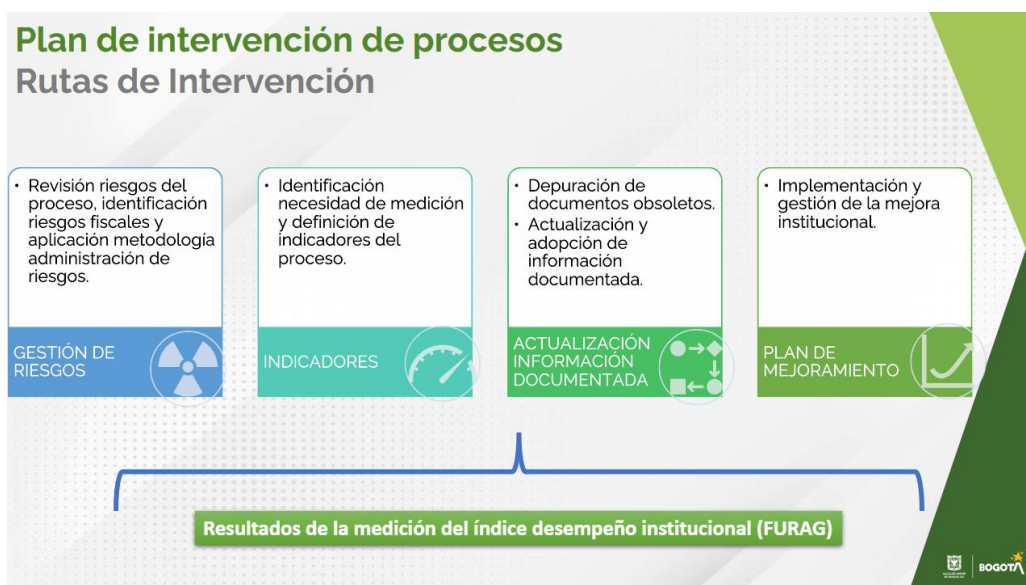 Plan de intervención de procesos
Rutas de Intervención
• Revisión riesgos del
proceso, identificación
riesgos fiscales y
aplicación metodología
administración de
riesgos.
GESTIÓN DE
RIESGOS
• Identificación
necesidad de medición
y definición de
indicadores del
proceso.
INDICADORES
• Depuración de
documentos obsoletos.
• Actualización y
adopción de
información
documentada.
ACTUALIZACIÓN
INFORMACIÓN
DOCUMENTADA
• Implementación y
gestión de la mejora
institucional.
PLAN DE
MEJORAMIENTO
Resultados de la medición del índice desempeño institucional (FURAG)
BOGOTÁ